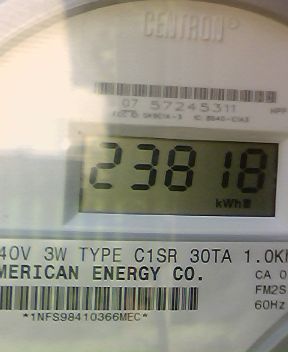 CENTRON®
07 57245311
23818
kWh
40V 3W TYPE C1SR 30TA 1.0K
MERICAN ENERGY CO.
CA 0
FM2S
60Hz
*1NFS98410366MEC*